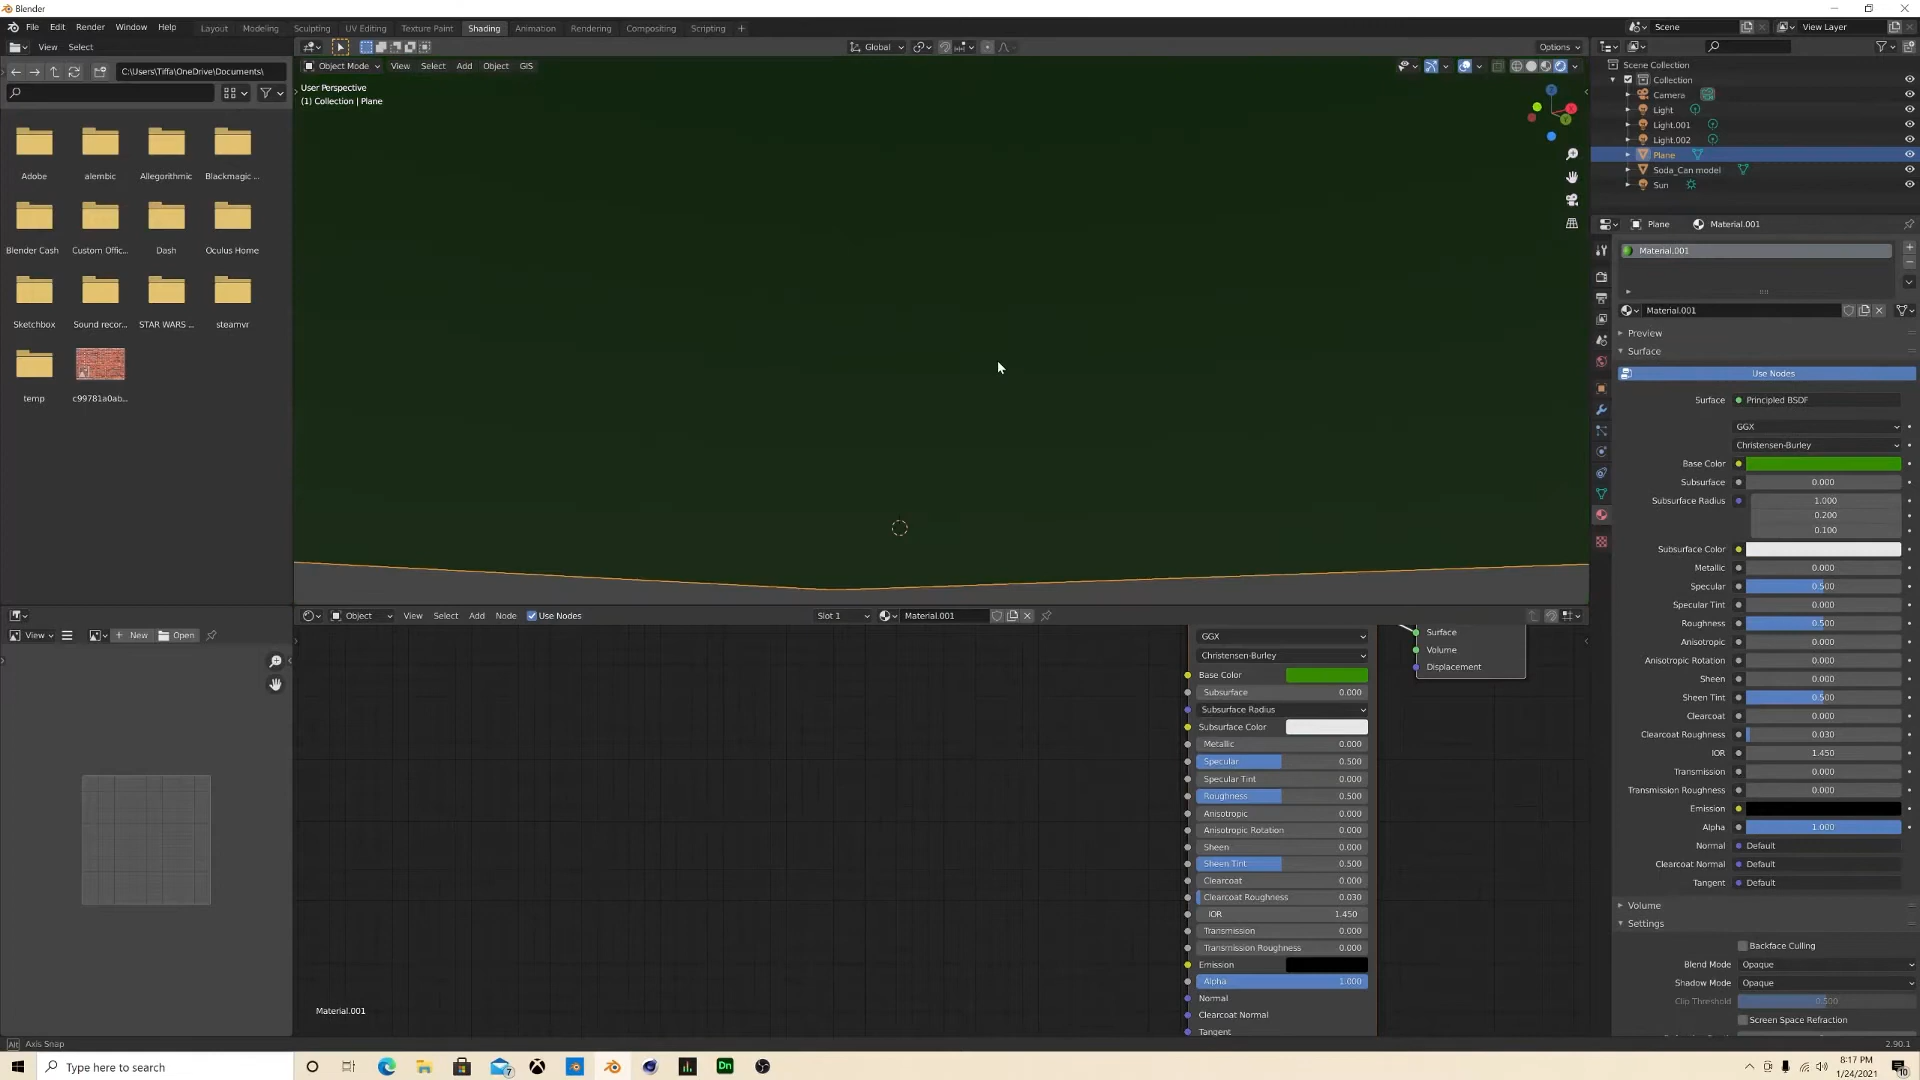 Blender
File Edit Render Window Help Layout Modeling Sculpting UV Editing Texture Paint Shading Animation Rendering Compositing Scripting + Scene View Layer
View Select Global Options
C:\Users\Tiffa\OneDrive\Documents\ Object Mode View Select Add Object GIS
User Perspective
(1) Collection | Plane
Adobe alembic Allegorithmic Blackmagic ...
Blender Cash Custom Offic... Dash Oculus Home
Sketchbox Sound recor... STAR WARS ... steamvr
temp c99781a0ab...
Scene Collection
Collection
Camera
Light
Light.001
Light.002
Plane
Soda_Can model
Sun
Plane Material.001
Material.001
Material.001
Preview
Surface
Use Nodes
Surface Principled BSDF
GGX
Christensen-Burley
Base Color
Subsurface 0.000
Subsurface Radius 1.000
0.200
0.100
Subsurface Color
Metallic 0.000
Specular 0.500
Specular Tint 0.000
Roughness 0.500
Anisotropic 0.000
Anisotropic Rotation 0.000
Sheen 0.000
Sheen Tint 0.500
Clearcoat 0.000
Clearcoat Roughness 0.030
IOR 1.450
Transmission 0.000
Transmission Roughness 0.000
Emission
Alpha 1.000
Normal Default
Clearcoat Normal Default
Tangent Default
Volume
Settings
Backface Culling
Blend Mode Opaque
Shadow Mode Opaque
Clip Threshold 0.500
Screen Space Refraction
View New Open
Object View Select Add Node Use Nodes Slot 1 Material.001
GGX
Christensen-Burley
Base Color
Subsurface 0.000
Subsurface Radius
Subsurface Color
Metallic 0.000
Specular 0.500
Specular Tint 0.000
Roughness 0.500
Anisotropic 0.000
Anisotropic Rotation 0.000
Sheen 0.000
Sheen Tint 0.500
Clearcoat 0.000
Clearcoat Roughness 0.030
IOR 1.450
Transmission 0.000
Transmission Roughness 0.000
Emission
Alpha 1.000
Normal
Clearcoat Normal
Tangent
Surface
Volume
Displacement
Material.001
Alt Axis Snap 2.90.1
Type here to search 7 Dn 8:17 PM
1/24/2021 10